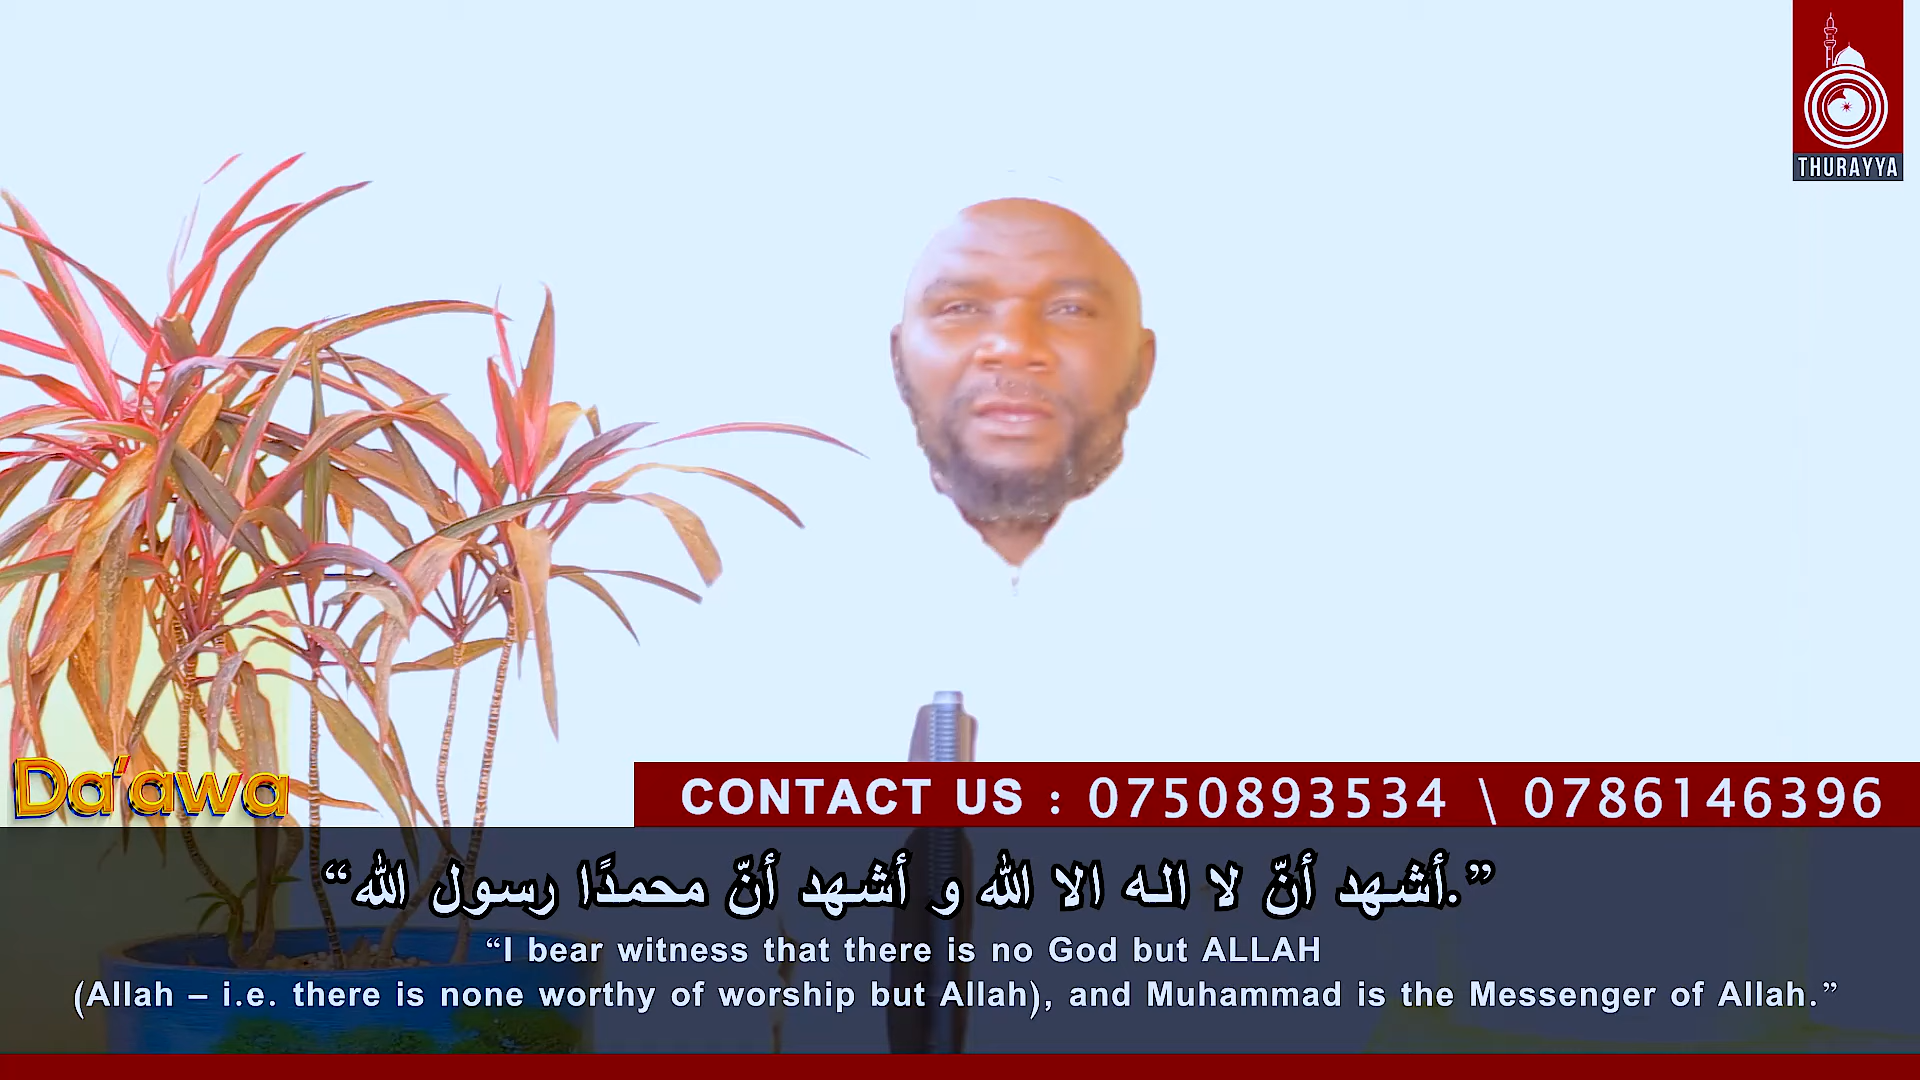 THURAYYA
Da'awa
CONTACT US : 0750893534 \ 0786146396
“أشهد أنّ لا اله الا الله و أشهد أنّ محمدًا رسول الله.”
“I bear witness that there is no God but ALLAH
(Allah – i.e. there is none worthy of worship but Allah), and Muhammad is the Messenger of Allah.”